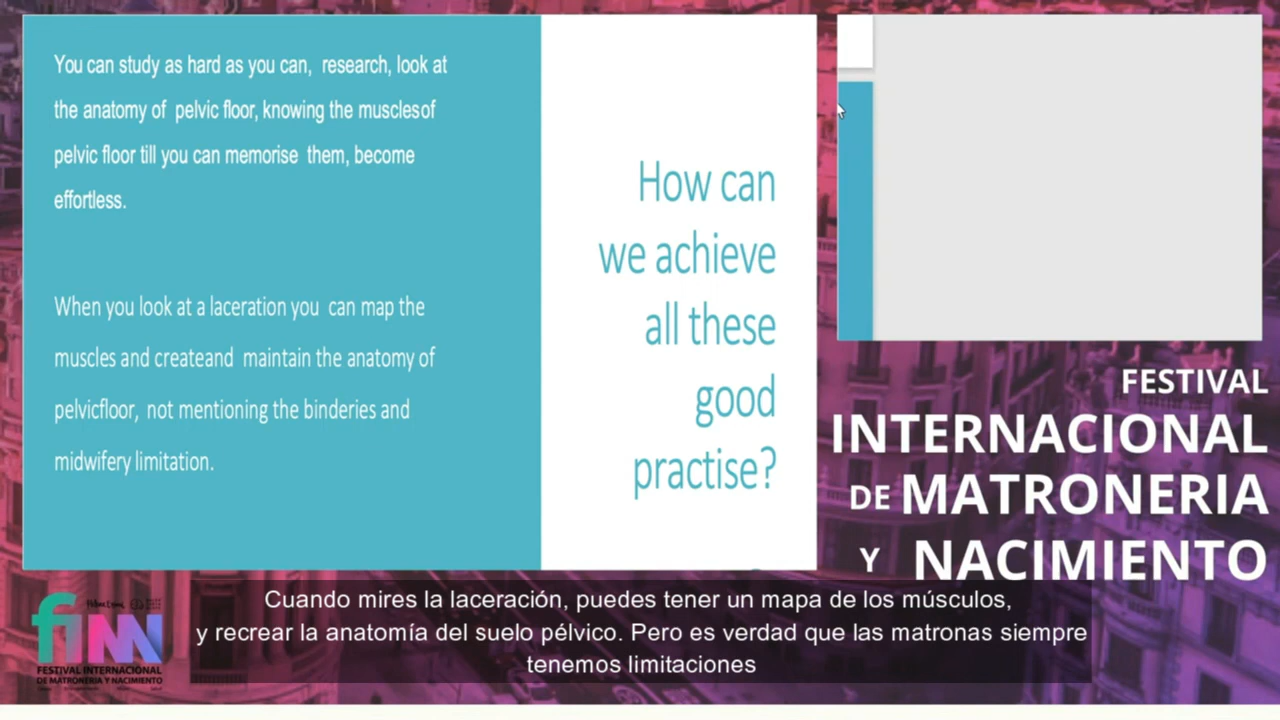 You can study as hard as you can, research, look at
the anatomy of pelvic floor, knowing the musclesof
pelvic floor till you can memorise them, become
effortless.
When you look at a laceration you can map the
muscles and createand maintain the anatomy of
pelvicfloor, not mentioning the binderies and
midwifery limitation.
How can
we achieve
all these
good
practise?
FESTIVAL
INTERNACIONAL
DE MATRONERIA
Y NACIMIENTO
Cuando mires la laceración, puedes tener un mapa de los músculos,
y recrear la anatomía del suelo pélvico. Pero es verdad que las matronas siempre
tenemos limitaciones
FESTIVAL INTERNACIONAL
DE MATRONERIA Y NACIMIENTO